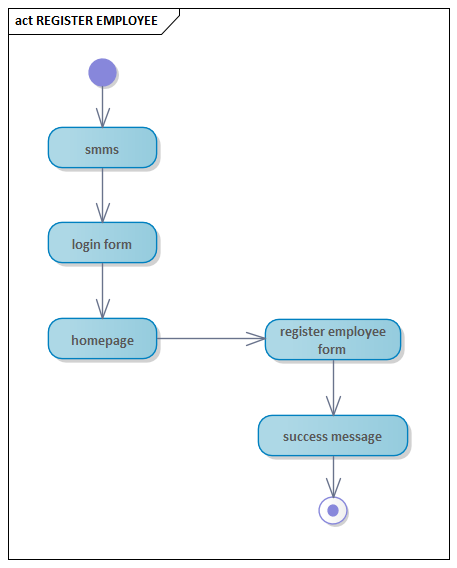 act REGISTER EMPLOYEE
smms
login form
homepage
register employee
form
success message